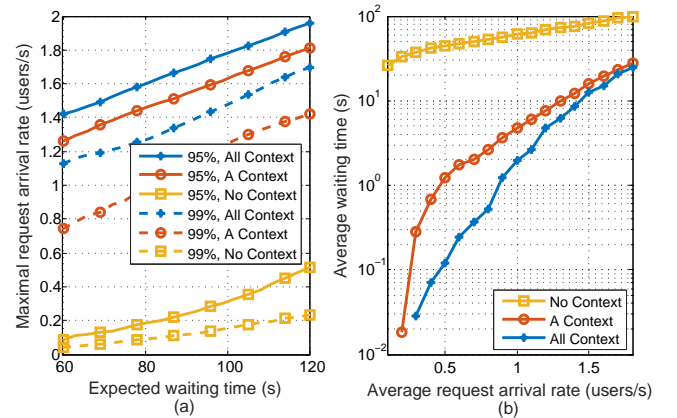 2
1.8
1.6
1.4
1.2
1
0.8
0.6
0.4
0.2
0
Maximal request arrival rate (users/s)
95%, All Context
95%, A Context
95%, No Context
99%, All Context
99%, A Context
99%, No Context
60 80 100 120
Expected waiting time (s)
(a)
10^2
10^1
10^0
10^-1
10^-2
Average waiting time (s)
No Context
A Context
All Context
0.5 1 1.5
Average request arrival rate (users/s)
(b)